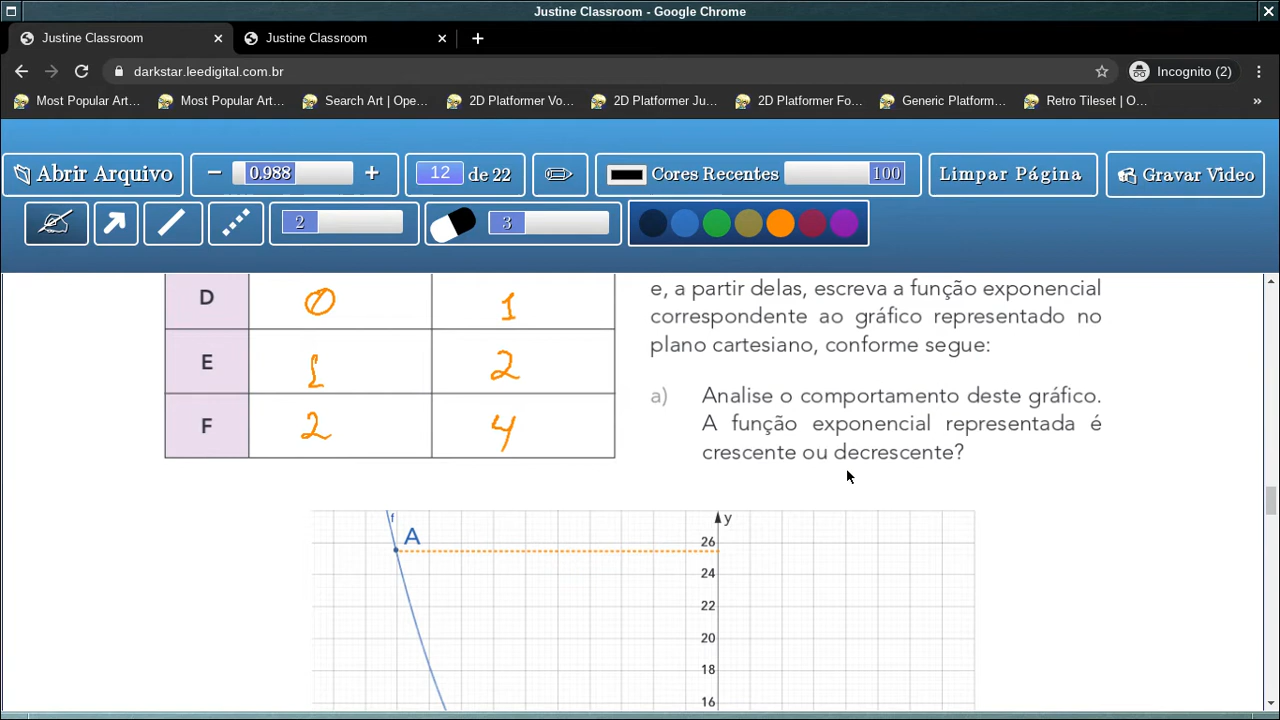 Justine Classroom - Google Chrome
Justine Classroom
Justine Classroom
darkstar.leedigital.com.br
Incognito (2)
Most Popular Art...
Most Popular Art...
Search Art | Ope...
2D Platformer Vo...
2D Platformer Ju...
2D Platformer Fo...
Generic Platform...
Retro Tileset | O...
Abrir Arquivo
0.988
12 de 22
Cores Recentes
100
Limpar Página
Gravar Video
2
3
D 0 1
E 1 2
F 2 4
e, a partir delas, escreva a função exponencial
correspondente ao gráfico representado no
plano cartesiano, conforme segue:
a) Analise o comportamento deste gráfico.
A função exponencial representada é
crescente ou decrescente?
f
A
y
26
24
22
20
18
16